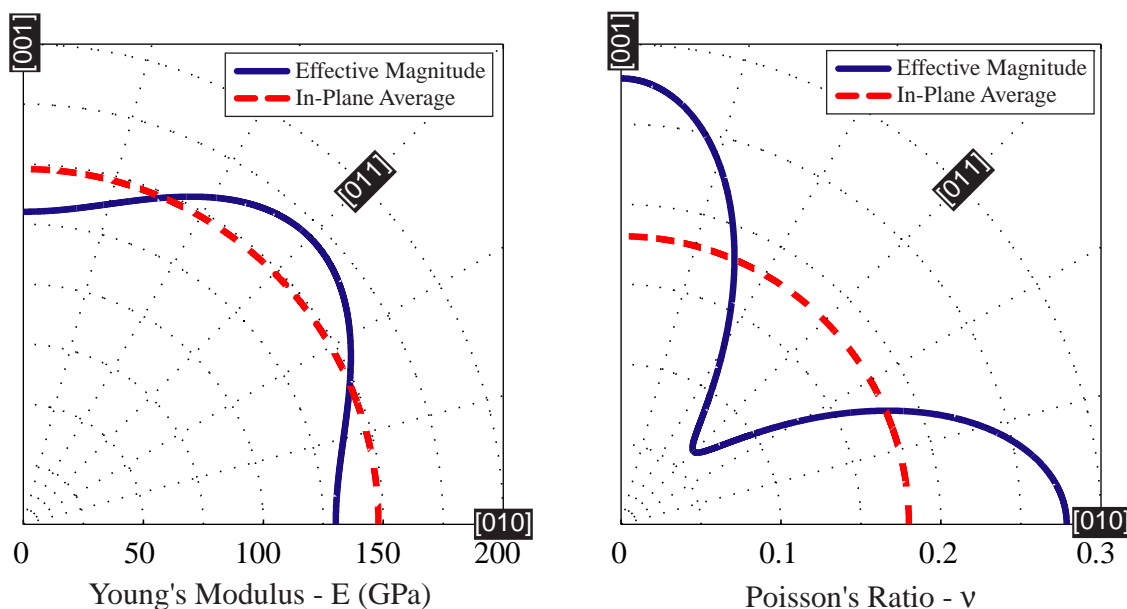 [001]
Effective Magnitude
In-Plane Average
[011]
[010]
0 50 100 150 200
Young's Modulus - E (GPa)
[001]
Effective Magnitude
In-Plane Average
[011]
[010]
0 0.1 0.2 0.3
Poisson's Ratio - ν